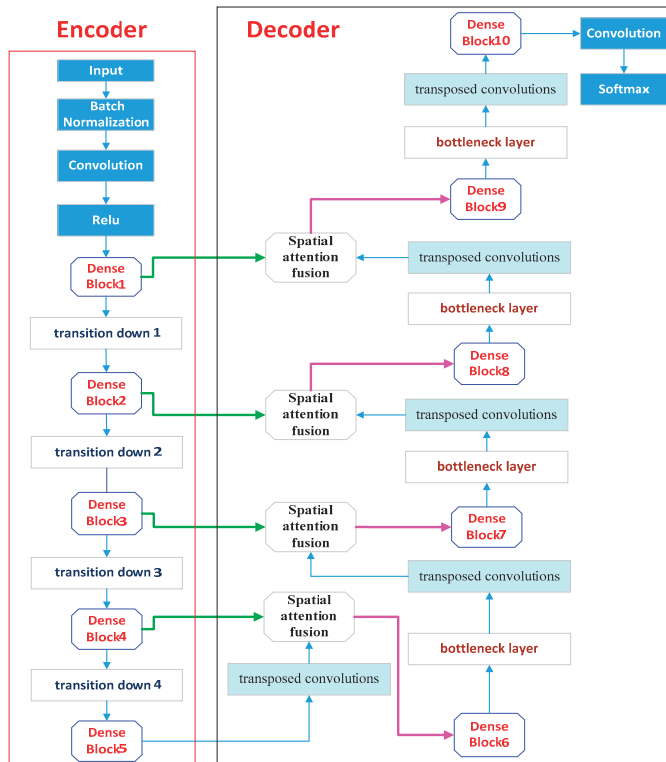 Encoder
Input
Batch
Normalization
Convolution
Relu
Dense
Block1
transition down 1
Dense
Block2
transition down 2
Dense
Block3
transition down 3
Dense
Block4
transition down 4
Dense
Block5
Decoder
Dense
Block10
Convolution
Softmax
transposed convolutions
bottleneck layer
Dense
Block9
Spatial
attention
fusion
transposed convolutions
bottleneck layer
Dense
Block8
Spatial
attention
fusion
transposed convolutions
bottleneck layer
Dense
Block7
Spatial
attention
fusion
transposed convolutions
Spatial
attention
fusion
bottleneck layer
transposed convolutions
Dense
Block6